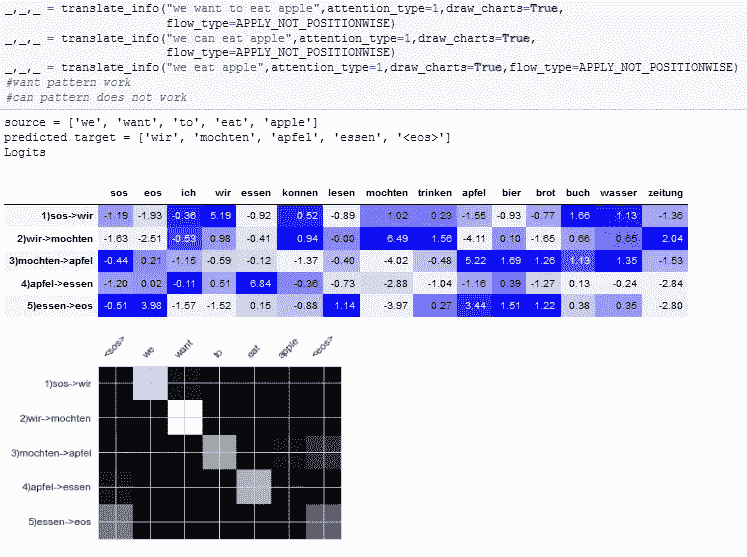 _,_,_ = translate_info("we want to eat apple",attention_type=1,draw_charts=True,
flow_type=APPLY_NOT_POSITIONWISE)
_,_,_ = translate_info("we can eat apple",attention_type=1,draw_charts=True,
flow_type=APPLY_NOT_POSITIONWISE)
_,_,_ = translate_info("we eat apple",attention_type=1,draw_charts=True,flow_type=APPLY_NOT_POSITIONWISE)
#want pattern work
#can pattern does not work
source = ['we', 'want', 'to', 'eat', 'apple']
predicted target = ['wir', 'mochten', 'apfel', 'essen', '<eos>']
Logits
sos eos ich wir essen konnen lesen mochten trinken apfel bier brot buch wasser zeitung
1)sos->wir -1.19 -1.93 -0.36 5.19 -0.92 0.52 -0.89 1.02 0.23 -1.55 -0.93 -0.77 1.66 1.13 -1.36
2)wir->mochten -1.63 -2.51 -0.53 0.98 -0.41 0.94 -0.00 6.49 1.56 -4.11 0.10 -1.65 0.66 0.65 2.04
3)mochten->apfel -0.44 0.21 -1.15 -0.59 -0.12 -1.37 -0.40 -4.02 -0.48 5.22 1.69 1.26 1.13 1.35 -1.53
4)apfel->essen -1.20 0.02 -0.11 0.51 6.84 -0.36 -0.73 -2.88 -1.04 -1.16 0.39 -1.27 0.13 -0.24 -2.84
5)essen->eos -0.51 3.98 -1.57 -1.52 0.15 -0.88 1.14 -3.97 0.27 3.44 1.51 1.22 0.38 0.35 -2.80
<sos> we want to eat apple <eos>
1)sos->wir
2)wir->mochten
3)mochten->apfel
4)apfel->essen
5)essen->eos